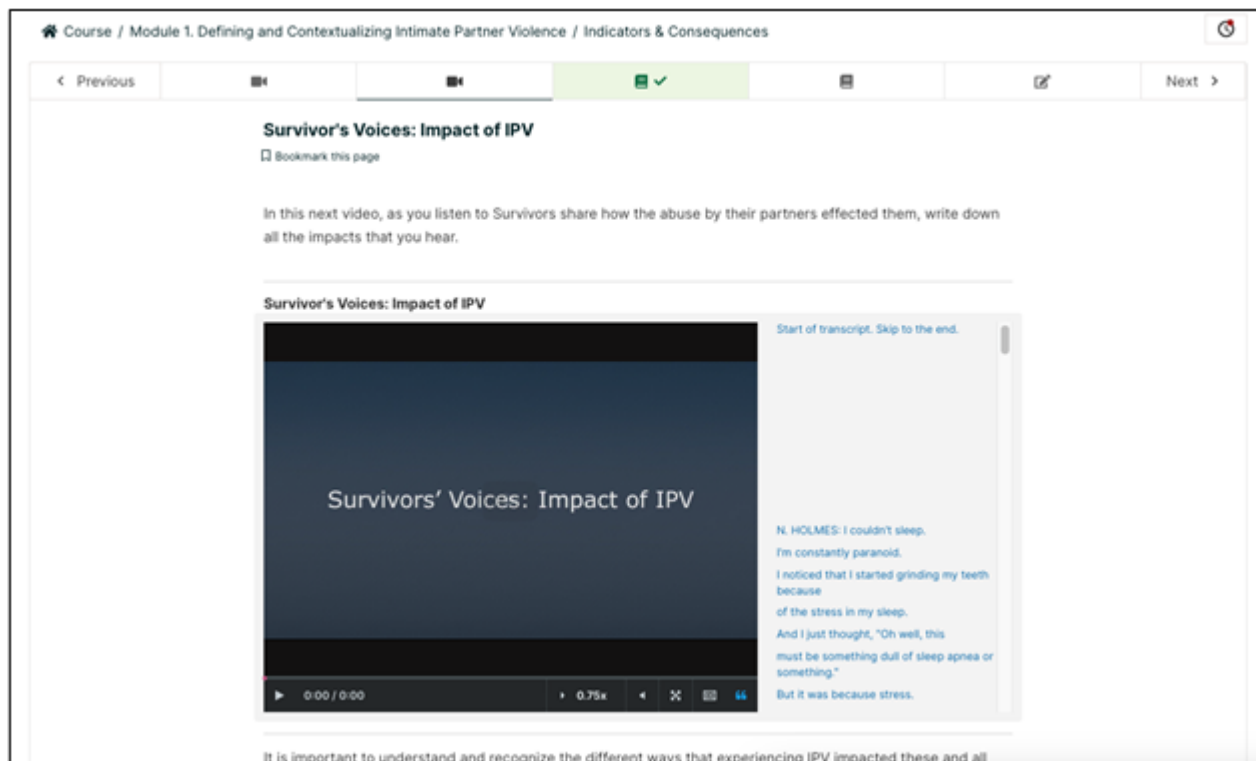 Course / Module 1. Defining and Contextualizing Intimate Partner Violence / Indicators & Consequences
< Previous
Next >
Survivor's Voices: Impact of IPV
Bookmark this page
In this next video, as you listen to Survivors share how the abuse by their partners effected them, write down
all the impacts that you hear.
Survivor's Voices: Impact of IPV
Survivors' Voices: Impact of IPV
0:00 / 0:00
0.75x
Start of transcript. Skip to the end.
N. HOLMES: I couldn't sleep.
I'm constantly paranoid.
I noticed that I started grinding my teeth
because
of the stress in my sleep.
And I just thought, "Oh well, this
must be something dull of sleep apnea or
something."
But it was because stress.
It is important to understand and recognize the different ways that experiencing IPV impacted these and all